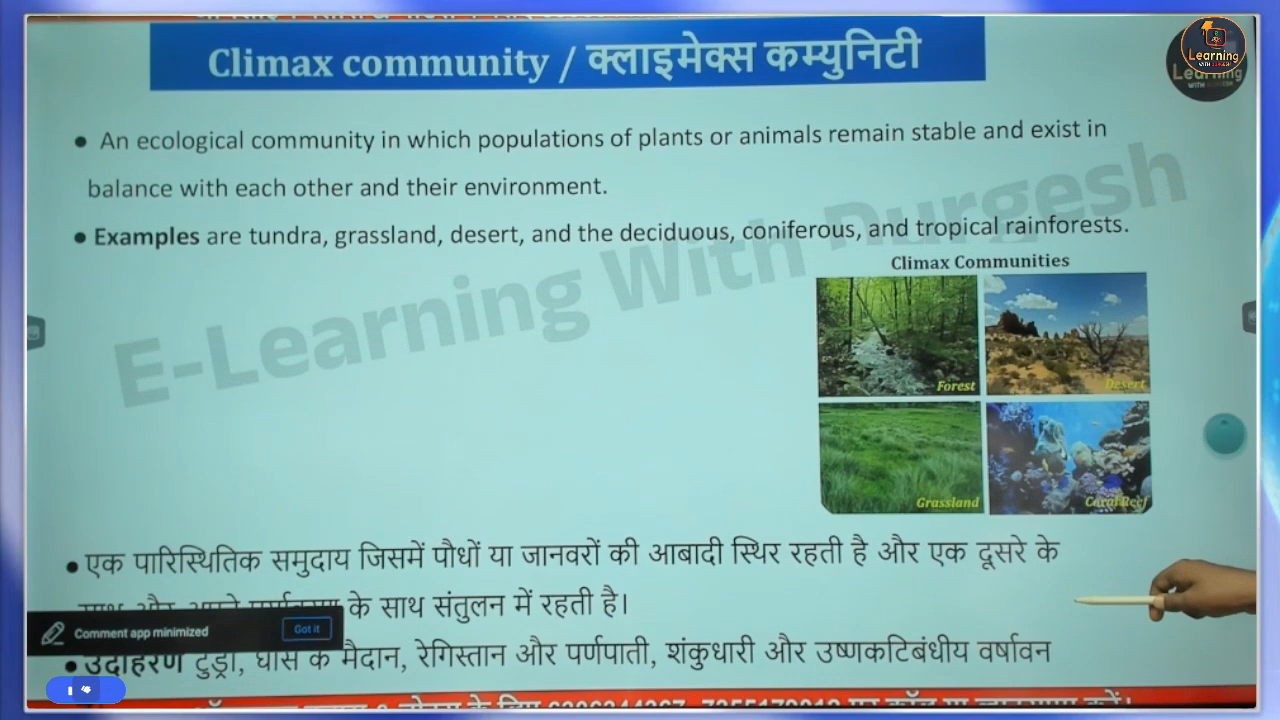 Climax community / क्लाइमेक्स कम्युनिटी
Learning
WITH DURGESH
• An ecological community in which populations of plants or animals remain stable and exist in
balance with each other and their environment.
• Examples are tundra, grassland, desert, and the deciduous, coniferous, and tropical rainforests.
E-Learning With Durgesh
Climax Communities
Forest
Desert
Grassland
Coral Reef
• एक पारिस्थितिक समुदाय जिसमें पौधों या जानवरों की आबादी स्थिर रहती है और एक दूसरे के
के साथ संतुलन में रहती है।
Comment app minimized
Got it
• उदाहरण टुंड्रा, घास के मैदान, रेगिस्तान और पर्णपाती, शंकुधारी और उष्णकटिबंधीय वर्षावन